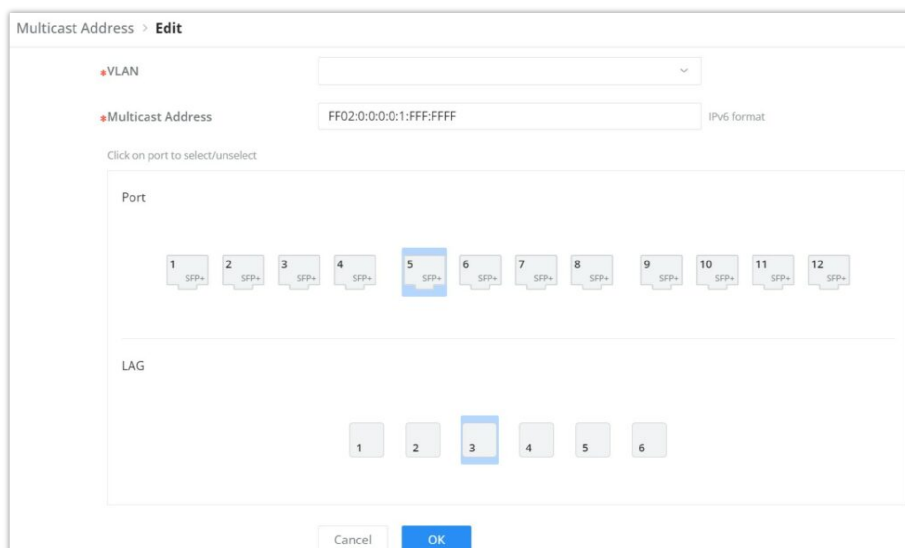 Multicast Address > Edit
*VLAN
*Multicast Address FF02:0:0:0:0:1:FFF:FFFF IPv6 format
Click on port to select/unselect
Port
1 SFP+ 2 SFP+ 3 SFP+ 4 SFP+ 5 SFP+ 6 SFP+ 7 SFP+ 8 SFP+ 9 SFP+ 10 SFP+ 11 SFP+ 12 SFP+
LAG
1 2 3 4 5 6
Cancel OK